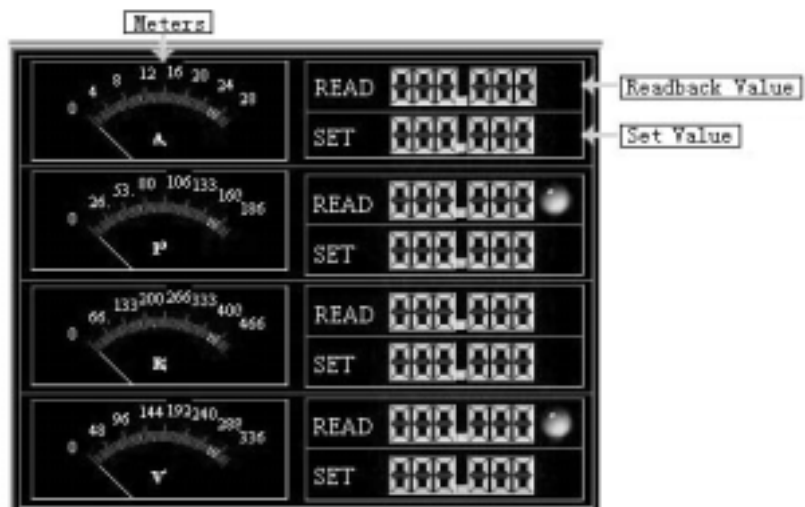 Meters
0 4 8 12 16 20 24 28
A
READ 000.000
Readback Value
SET 000.000
Set Value
0 26. 53. 80 106 133 160 186
P
READ 000.000
SET 000.000
0 66. 133 200 266 333 400 466
R
READ 000.000
SET 000.000
0 48 96 144 192 240 288 336
V
READ 000.000
SET 000.000